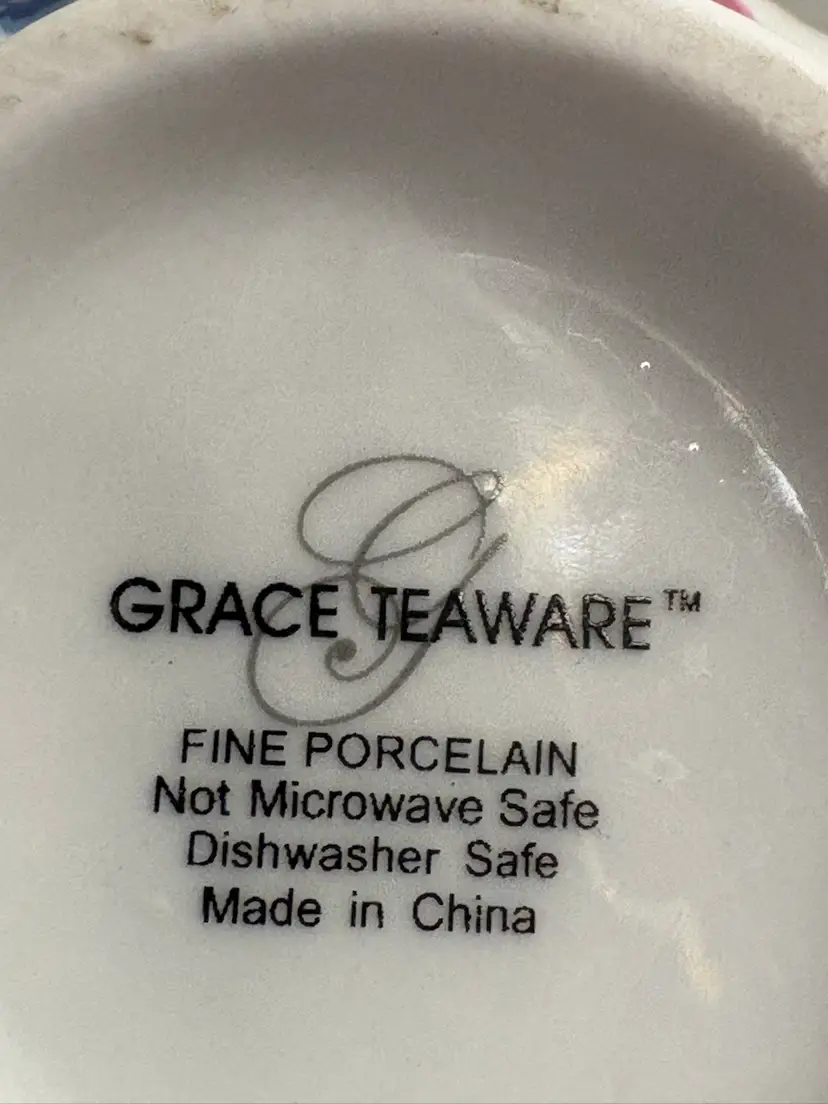 GRACE TEAWARE™
FINE PORCELAIN
Not Microwave Safe
Dishwasher Safe
Made in China